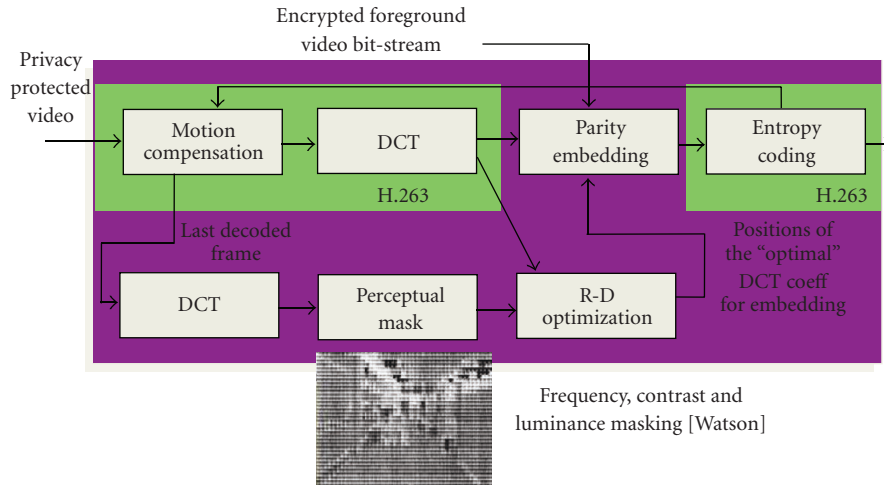 Encrypted foreground
video bit-stream
Privacy
protected
video
Motion
compensation
DCT
Parity
embedding
Entropy
coding
H.263
H.263
Last decoded
frame
Positions of
the “optimal”
DCT coeff
for embedding
DCT
Perceptual
mask
R-D
optimization
Frequency, contrast and
luminance masking [Watson]